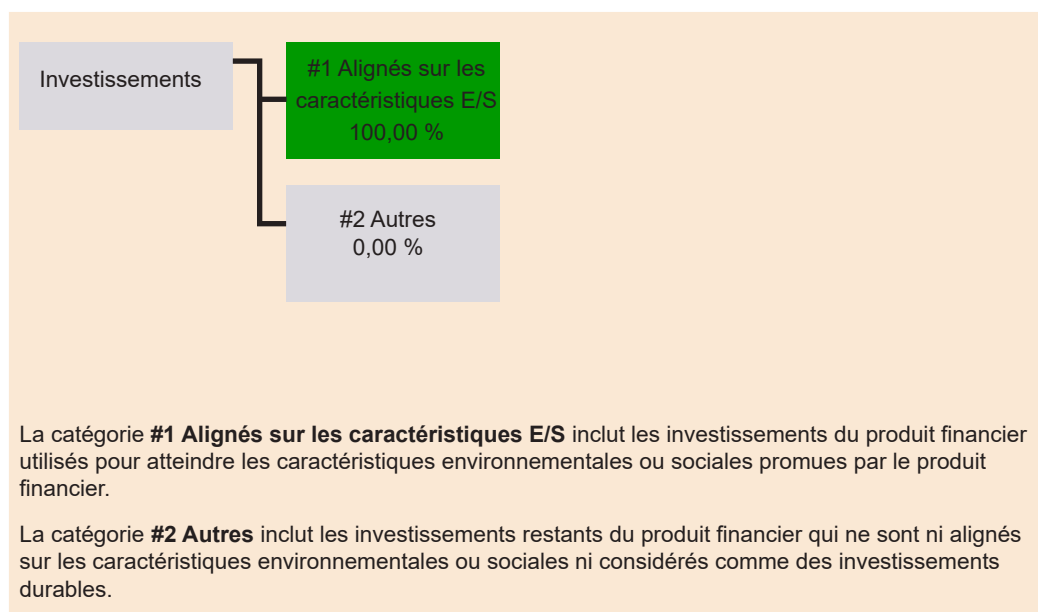 Investissements
#1 Alignés sur les
caractéristiques E/S
100,00 %
#2 Autres
0,00 %
La catégorie #1 Alignés sur les caractéristiques E/S inclut les investissements du produit financier
utilisés pour atteindre les caractéristiques environnementales ou sociales promues par le produit
financier.
La catégorie #2 Autres inclut les investissements restants du produit financier qui ne sont ni alignés
sur les caractéristiques environnementales ou sociales ni considérés comme des investissements
durables.